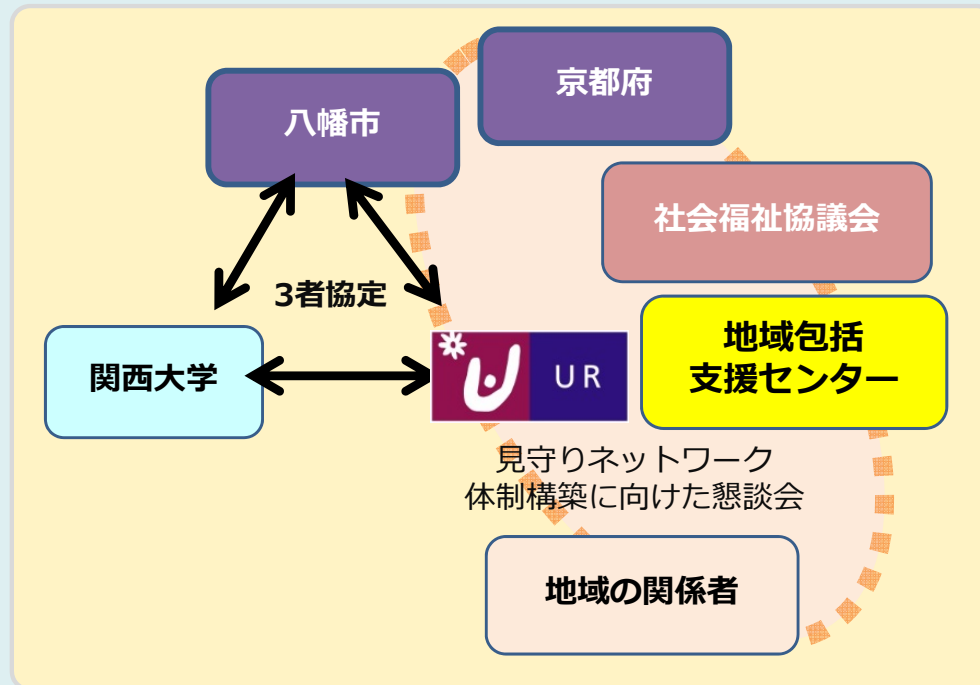 京都府
八幡市
社会福祉協議会
3者協定
地域包括
支援センター
関西大学
UR
見守りネットワーク
体制構築に向けた懇談会
地域の関係者